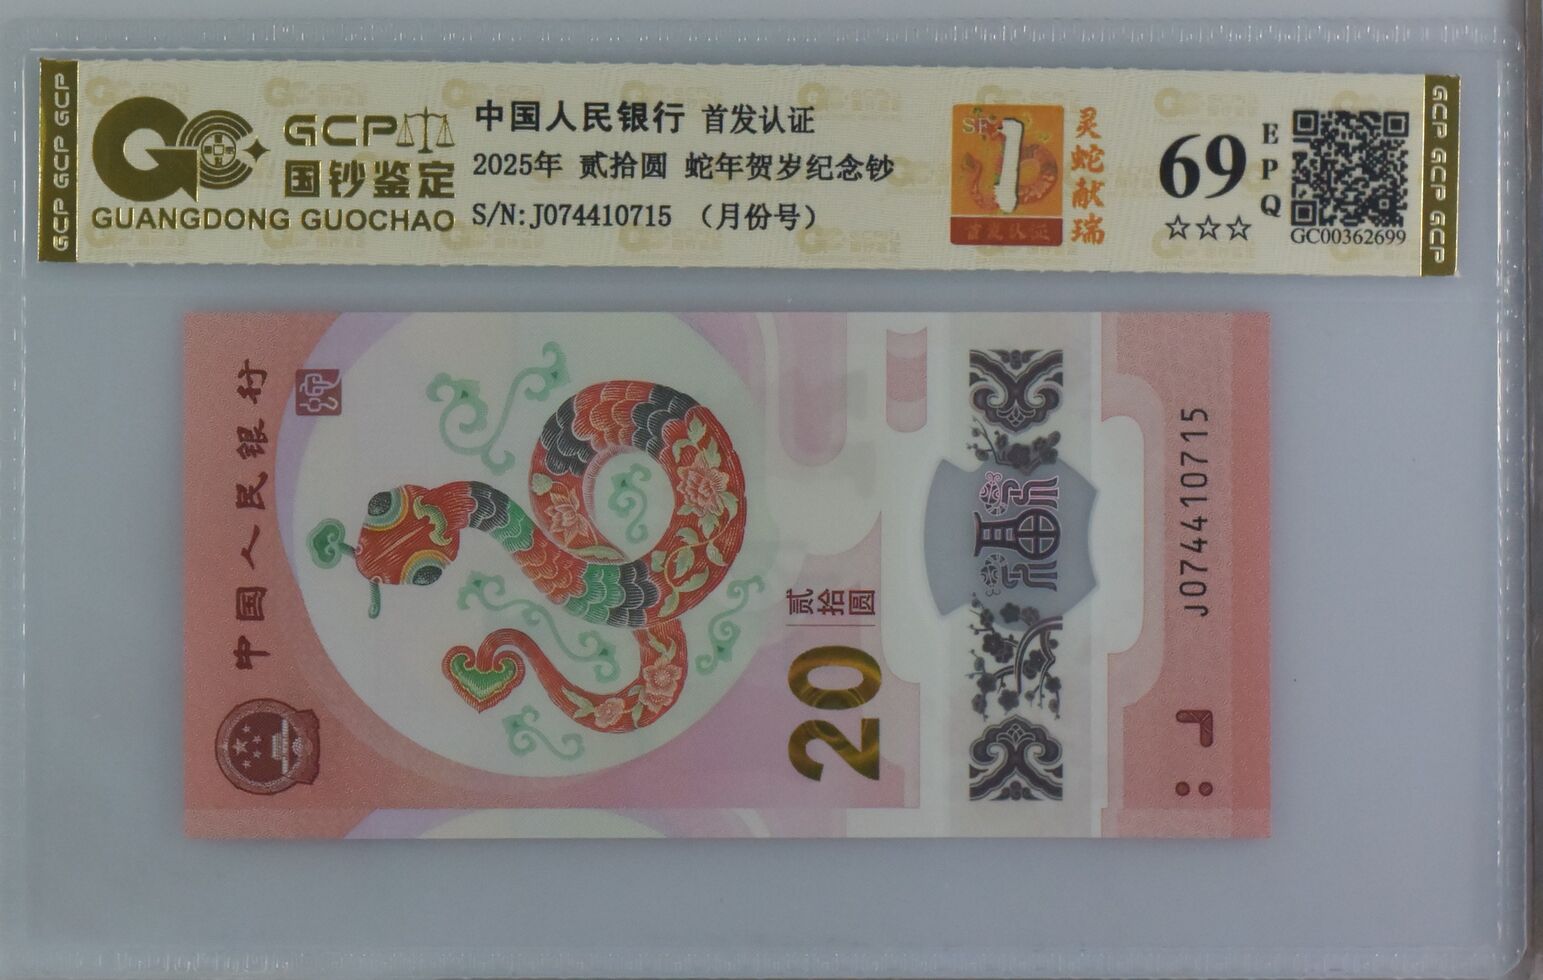 GCP GCP GCP
GCP
国钞鉴定
GUANGDONG GUOCHAO
中国人民银行 首发认证
2025年 贰拾圆 蛇年贺岁纪念钞
S/N:J074410715 （月份号）
首发认证
灵蛇献瑞
69
EPQ
☆☆☆
GC00362699
GCP GCP GCP
中国人民银行
20
贰拾圆
福
J074410715